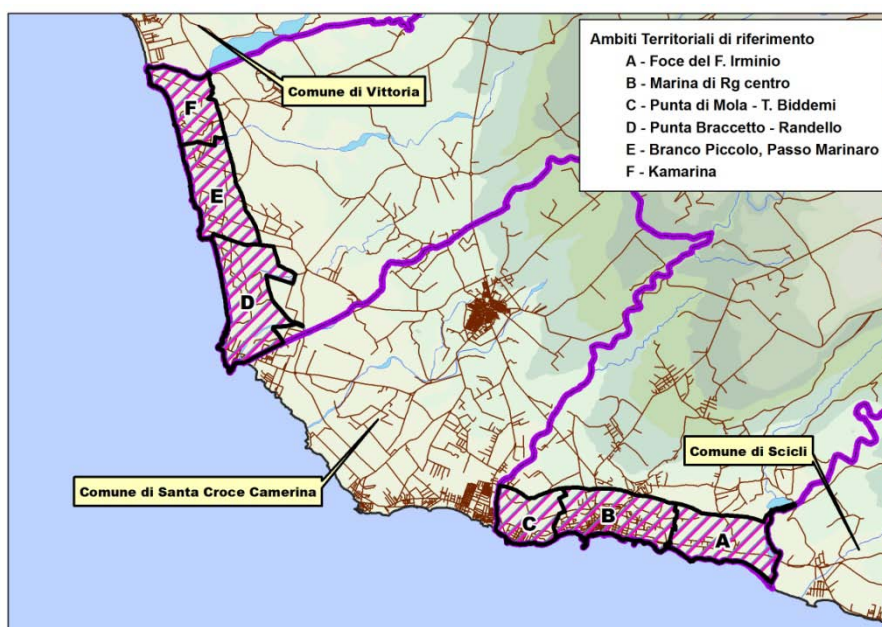 Ambiti Territoriali di riferimento
A - Foce del F. Irminio
B - Marina di Rg centro
C - Punta di Mola - T. Biddemi
D - Punta Braccetto - Randello
E - Branco Piccolo, Passo Marinaro
F - Kamarina
Comune di Vittoria
F
E
D
Comune di Scicli
Comune di Santa Croce Camerina
C
B
A